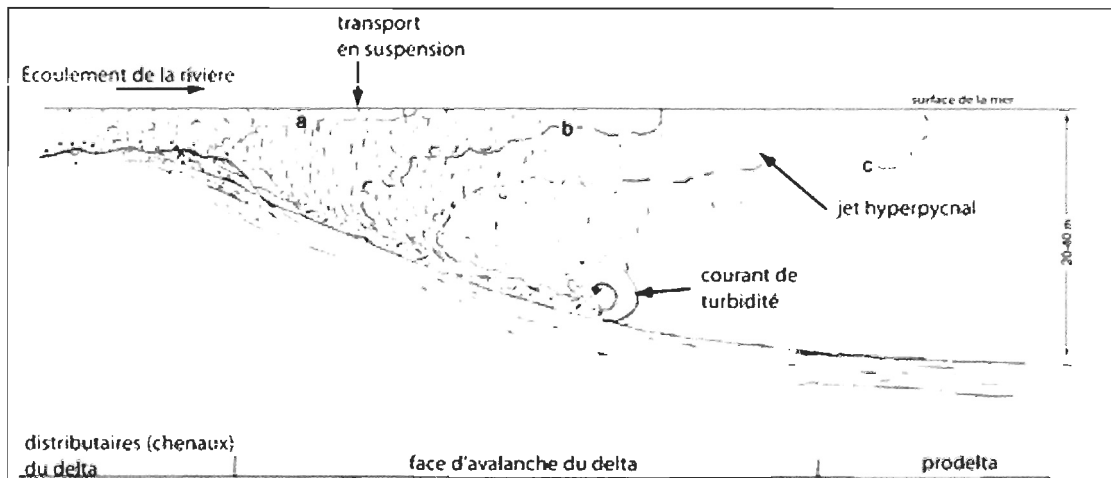 transport
en suspension
Ecoulement de la rivière
surface de la mer
a
b
c
jet hyperpycnal
20-40 m
courant de
turbidité
distributaires (chenaux)
du delta
face d'avalanche du delta
prodelta